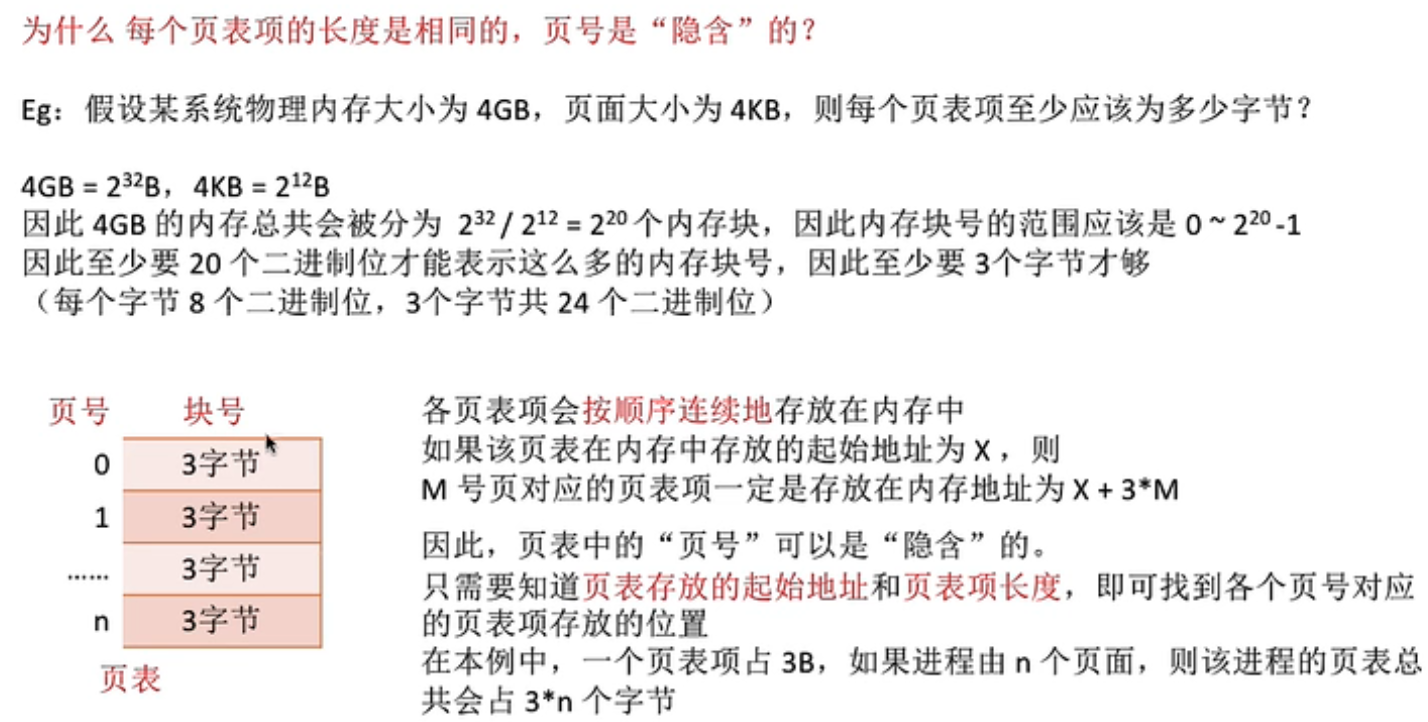 为什么 每个页表项的长度是相同的，页号是“隐含”的？
Eg：假设某系统物理内存大小为 4GB，页面大小为 4KB，则每个页表项至少应该为多少字节？
4GB = 2³²B，4KB = 2¹²B
因此 4GB 的内存总共会被分为 2³² / 2¹² = 2²⁰ 个内存块，因此内存块号的范围应该是 0 ~ 2²⁰ -1
因此至少要 20 个二进制位才能表示这么多的内存块号，因此至少要 3个字节才够
（每个字节 8 个二进制位，3个字节共 24 个二进制位）
页号 块号
0 3字节
1 3字节
...... 3字节
n 3字节
页表
各页表项会按顺序连续地存放在内存中
如果该页表在内存中存放的起始地址为 X ，则
M 号页对应的页表项一定是存放在内存地址为 X + 3*M
因此，页表中的“页号”可以是“隐含”的。
只需要知道页表存放的起始地址和页表项长度，即可找到各个页号对应
的页表项存放的位置
在本例中，一个页表项占 3B，如果进程由 n 个页面，则该进程的页表总
共会占 3*n 个字节